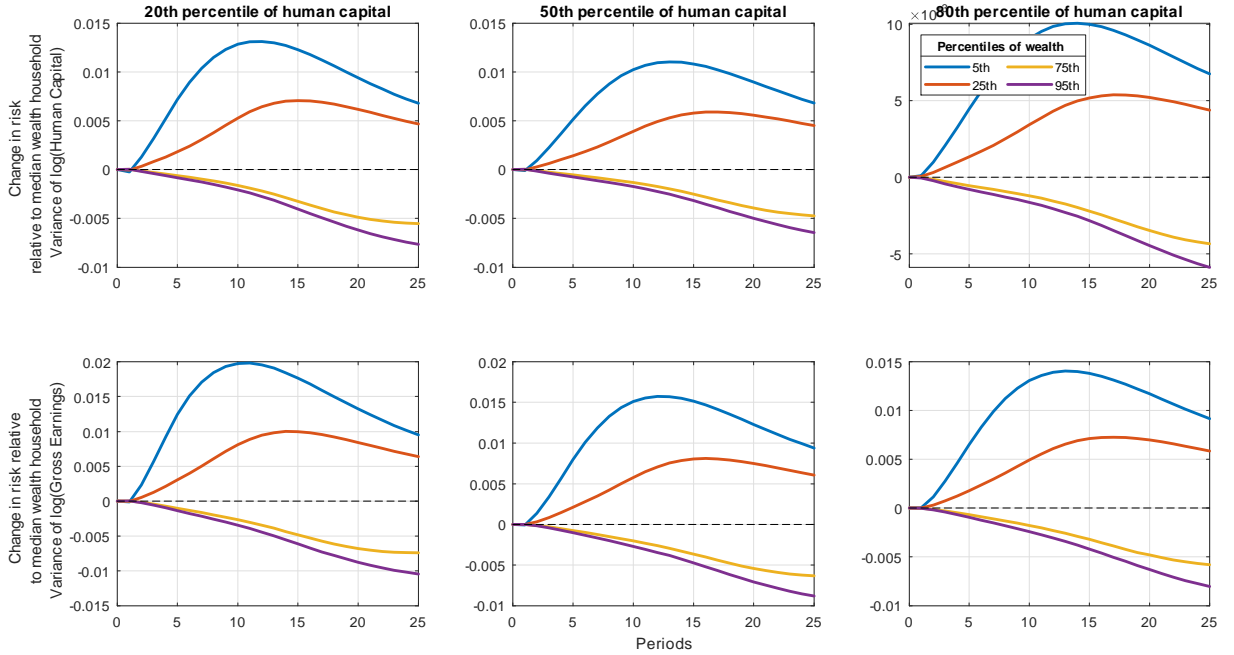 20th percentile of human capital
50th percentile of human capital
80th percentile of human capital
Change in risk
relative to median wealth household
Variance of log(Human Capital)
0.015
0.01
0.005
0
-0.005
-0.01
0 5 10 15 20 25
0.015
0.01
0.005
0
-0.005
-0.01
0 5 10 15 20 25
×10
10
5
0
-5
0 5 10 15 20 25
Percentiles of wealth
5th 75th
25th 95th
Change in risk relative
to median wealth household
Variance of log(Gross Earnings)
0.02
0.015
0.01
0.005
0
-0.005
-0.01
-0.015
0 5 10 15 20 25
0.02
0.015
0.01
0.005
0
-0.005
-0.01
0 5 10 15 20 25
Periods
0.015
0.01
0.005
0
-0.005
-0.01
0 5 10 15 20 25